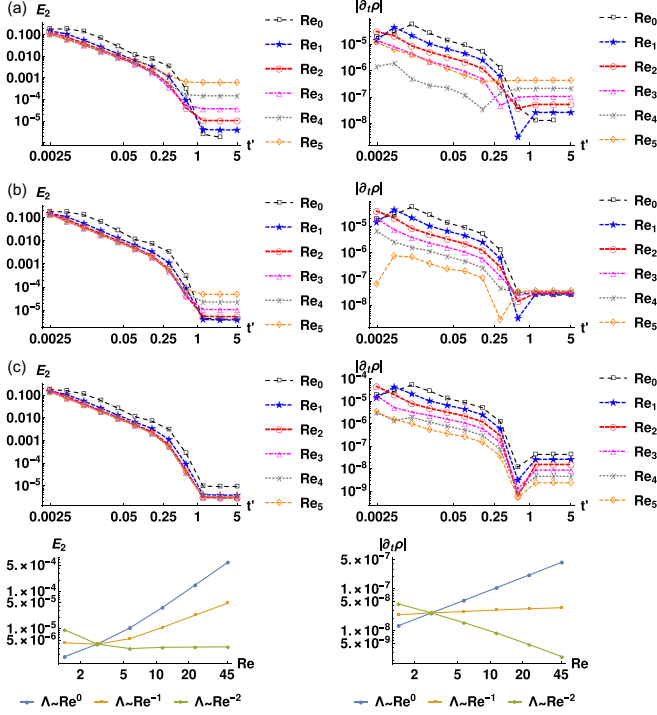 (a)
E₂
0.100
0.010
0.001
10⁻⁴
10⁻⁵
0.0025 0.05 0.25 1 5 t'
Re₀
Re₁
Re₂
Re₃
Re₄
Re₅
|∂ₜρ|
10⁻⁵
10⁻⁶
10⁻⁷
10⁻⁸
0.0025 0.05 0.25 1 5 t'
Re₀
Re₁
Re₂
Re₃
Re₄
Re₅
(b)
E₂
0.100
0.010
0.001
10⁻⁴
10⁻⁵
0.0025 0.05 0.25 1 5 t'
Re₀
Re₁
Re₂
Re₃
Re₄
Re₅
|∂ₜρ|
10⁻⁵
10⁻⁶
10⁻⁷
10⁻⁸
0.0025 0.05 0.25 1 5 t'
Re₀
Re₁
Re₂
Re₃
Re₄
Re₅
(c)
E₂
0.100
0.010
0.001
10⁻⁴
10⁻⁵
0.0025 0.05 0.25 1 5 t'
Re₀
Re₁
Re₂
Re₃
Re₄
Re₅
|∂ₜρ|
10⁻⁴
10⁻⁵
10⁻⁶
10⁻⁷
10⁻⁸
10⁻⁹
0.0025 0.05 0.25 1 5 t'
Re₀
Re₁
Re₂
Re₃
Re₄
Re₅
E₂
5.×10⁻⁴
1.×10⁻⁴
5.×10⁻⁵
1.×10⁻⁵
5.×10⁻⁶
2 5 10 20 45 Re
Λ~Re⁰ Λ~Re⁻¹ Λ~Re⁻²
|∂ₜρ|
5.×10⁻⁷
1.×10⁻⁷
5.×10⁻⁸
1.×10⁻⁸
5.×10⁻⁹
2 5 10 20 45 Re
Λ~Re⁰ Λ~Re⁻¹ Λ~Re⁻²